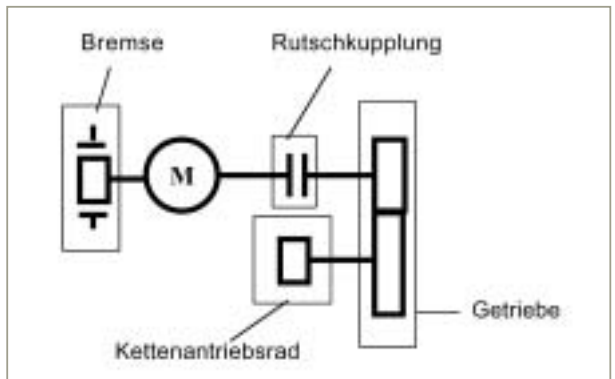 Bremse
Rutschkupplung
M
Getriebe
Kettenantriebsrad